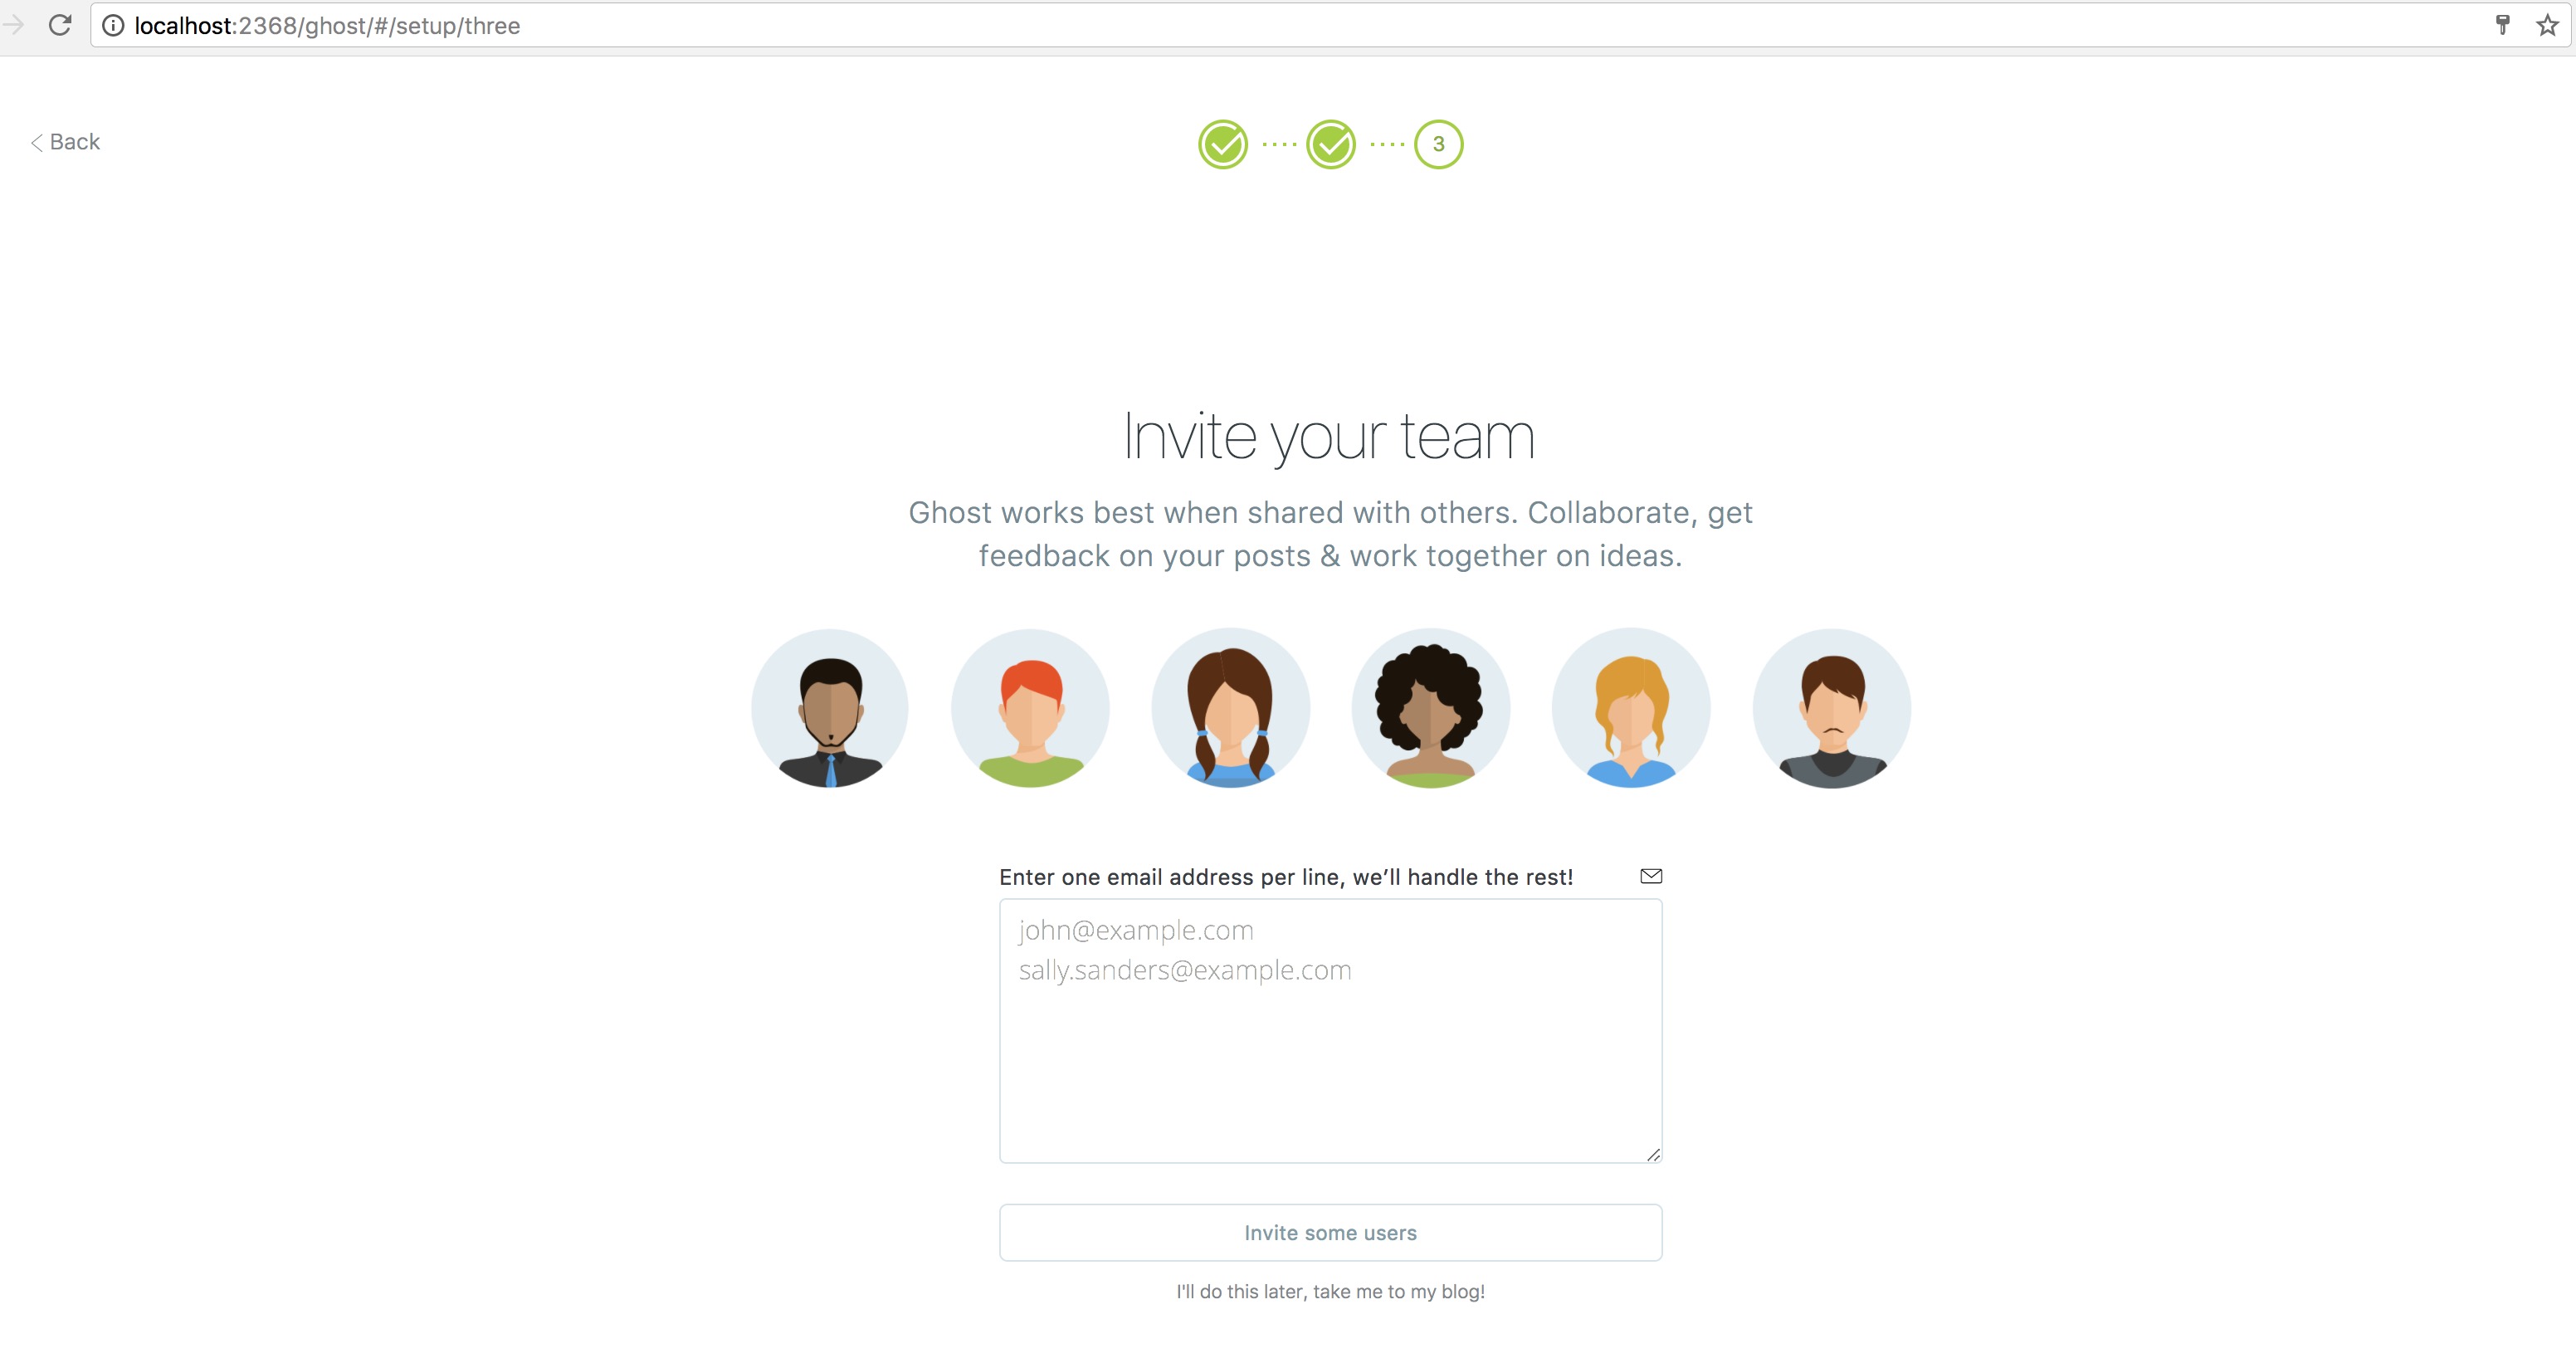 localhost:2368/ghost/#/setup/three
Back
3
Invite your team
Ghost works best when shared with others. Collaborate, get
feedback on your posts & work together on ideas.
Enter one email address per line, we’ll handle the rest!
john@example.com
sally.sanders@example.com
Invite some users
I'll do this later, take me to my blog!